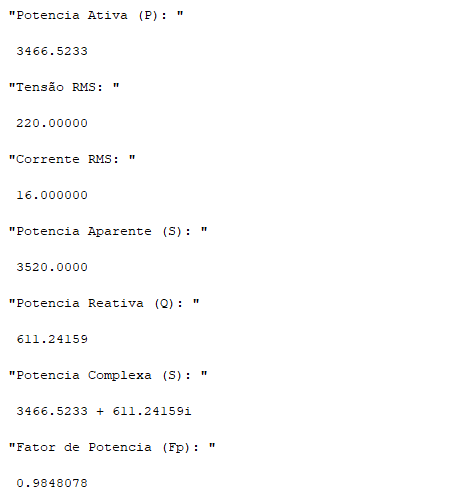 "Potencia Ativa (P): "
3466.5233
"Tensão RMS: "
220.00000
"Corrente RMS: "
16.000000
"Potencia Aparente (S): "
3520.0000
"Potencia Reativa (Q): "
611.24159
"Potencia Complexa (S): "
3466.5233 + 611.24159i
"Fator de Potencia (Fp): "
0.9848078